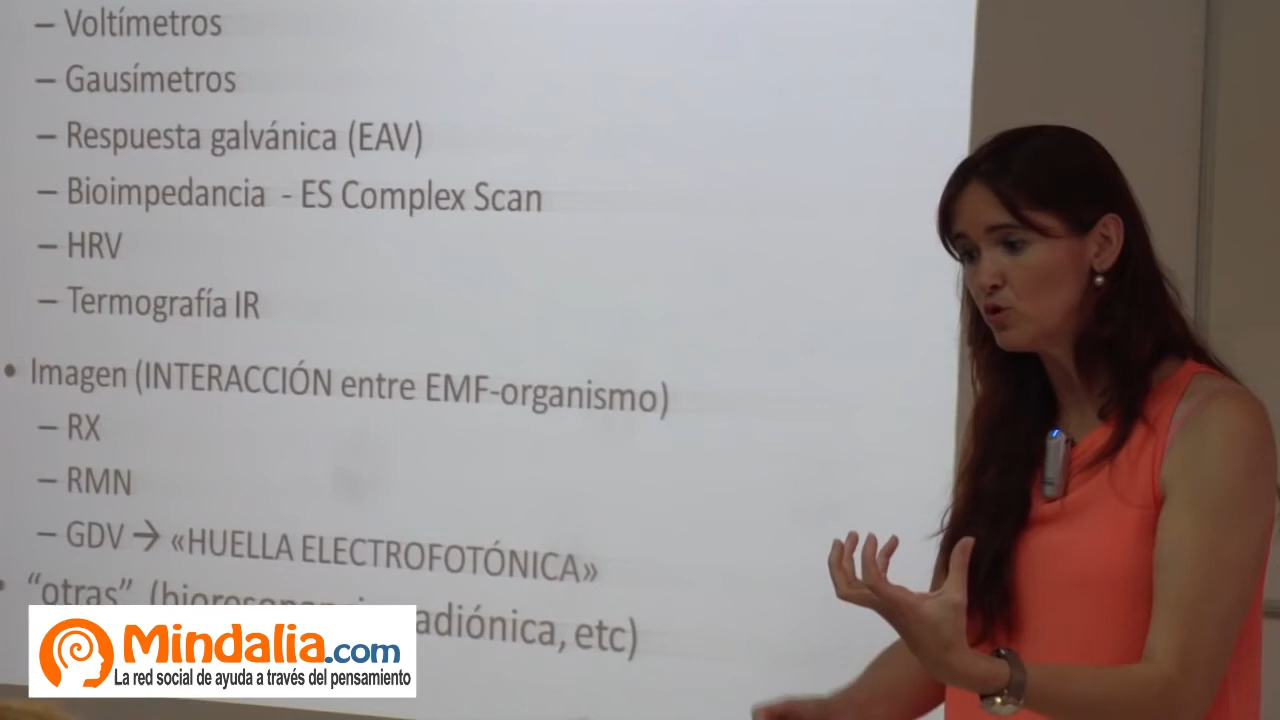 – Voltímetros
– Gausímetros
– Respuesta galvánica (EAV)
– Bioimpedancia - ES Complex Scan
– HRV
– Termografía IR
• Imagen (INTERACCIÓN entre EMF-organismo)
– RX
– RMN
– GDV → «HUELLA ELECTROFOTÓNICA»
• "otras" adiónica, etc)
Mindalia.com
La red social de ayuda a través del pensamiento